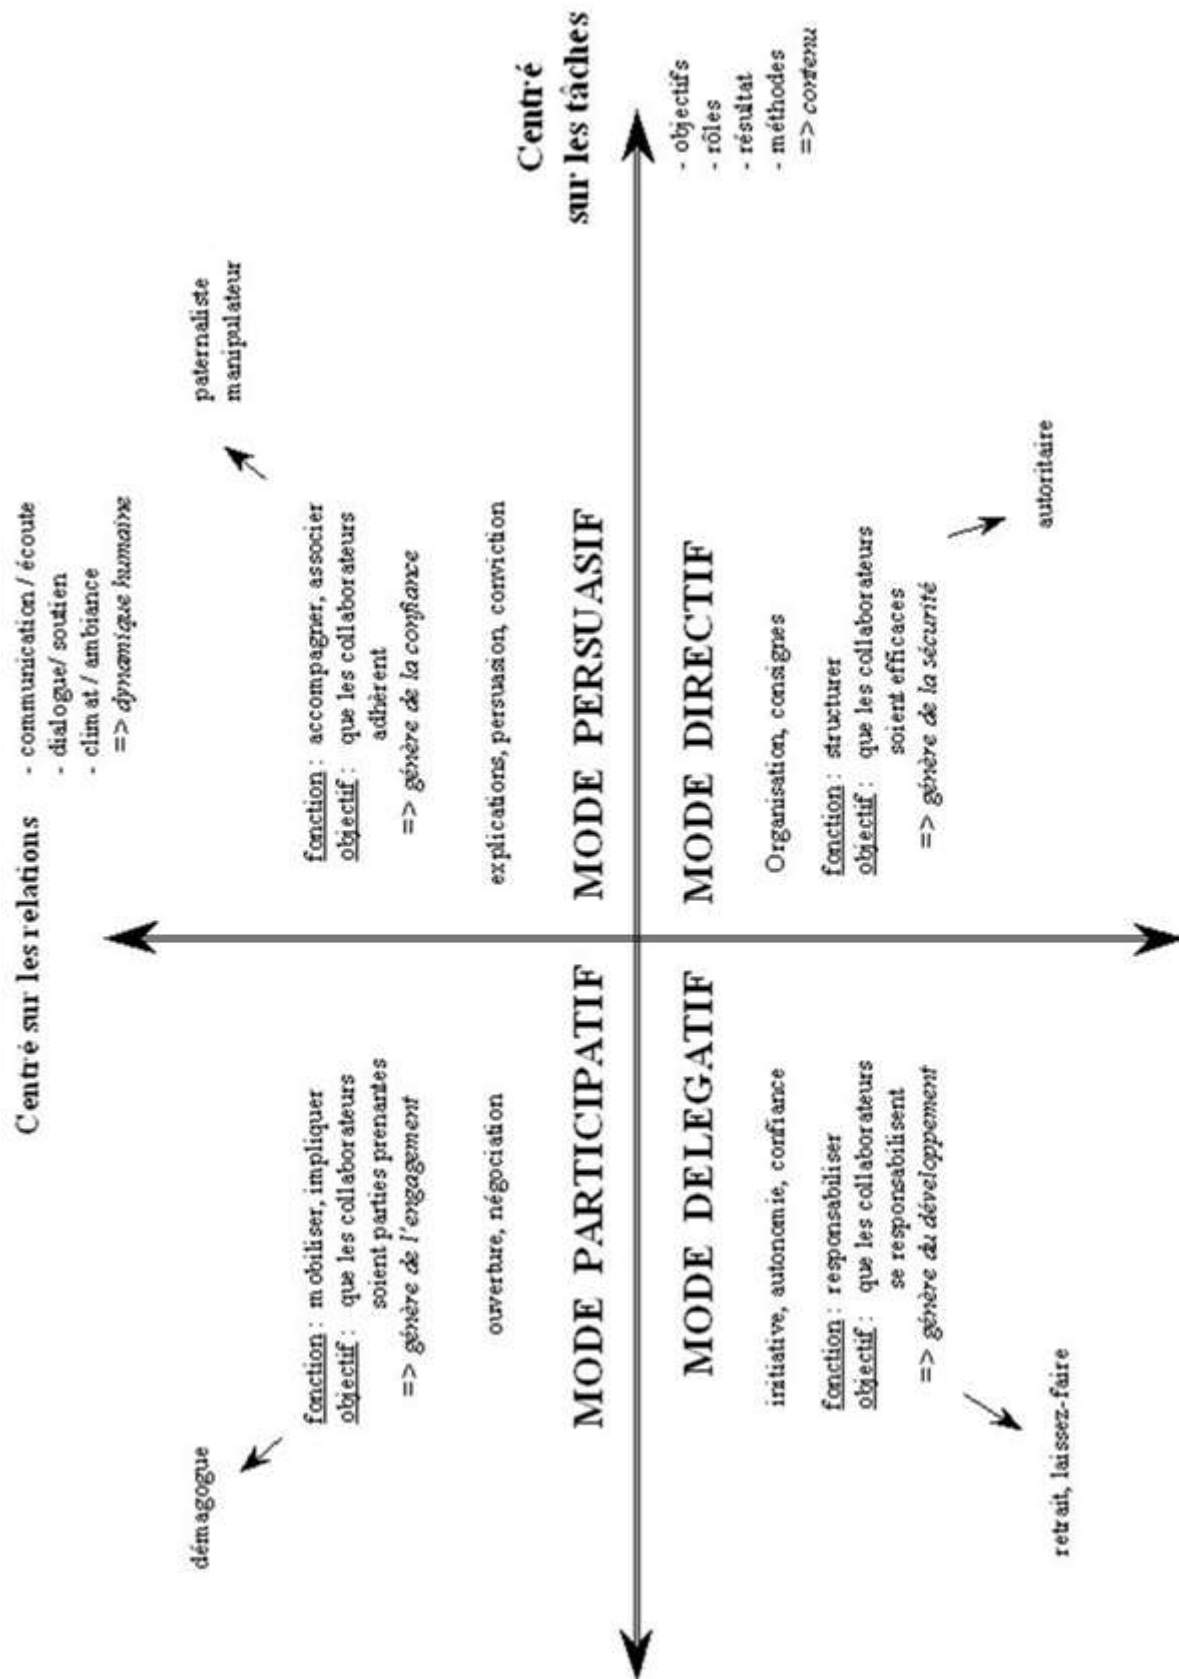 Centré sur les relations
- communication / écoute
- dialogue/ soutien
- climat / ambiance
=> dynamique humaine
démagogue
paternaliste
manipulateur
fonction : mobiliser, impliquer
objectif : que les collaborateurs
soient parties prenantes
=> génère de l'engagement
fonction : accompagner, associer
objectif : que les collaborateurs
adhèrent
=> génère de la confiance
ouverture, négociation
explications, persuasion, conviction
Centré
sur les tâches
MODE PARTICIPATIF
MODE PERSUASIF
MODE DELEGATIF
MODE DIRECTIF
- objectifs
- rôles
- résultat
- méthodes
=> contenu
initiative, autonomie, confiance
Organisation, consignes
fonction : responsabiliser
objectif : que les collaborateurs
se responsabilisent
=> génère du développement
fonction : structurer
objectif : que les collaborateurs
soient efficaces
=> génère de la sécurité
retrait, laissez-faire
autoritaire